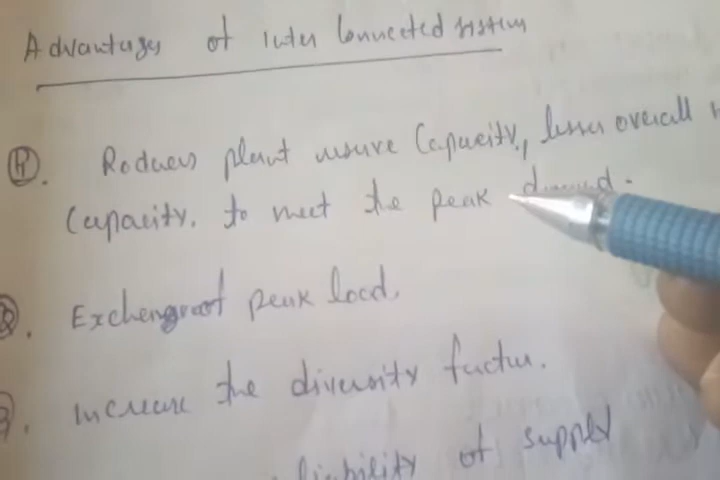 Advantages of Inter Connected system
(1). Reduces plant reserve Capacity, lesser overall
Capacity. to meet the peak demand.
(2). Exchange of peak load.
(3). increase the diversity factor.
of supply